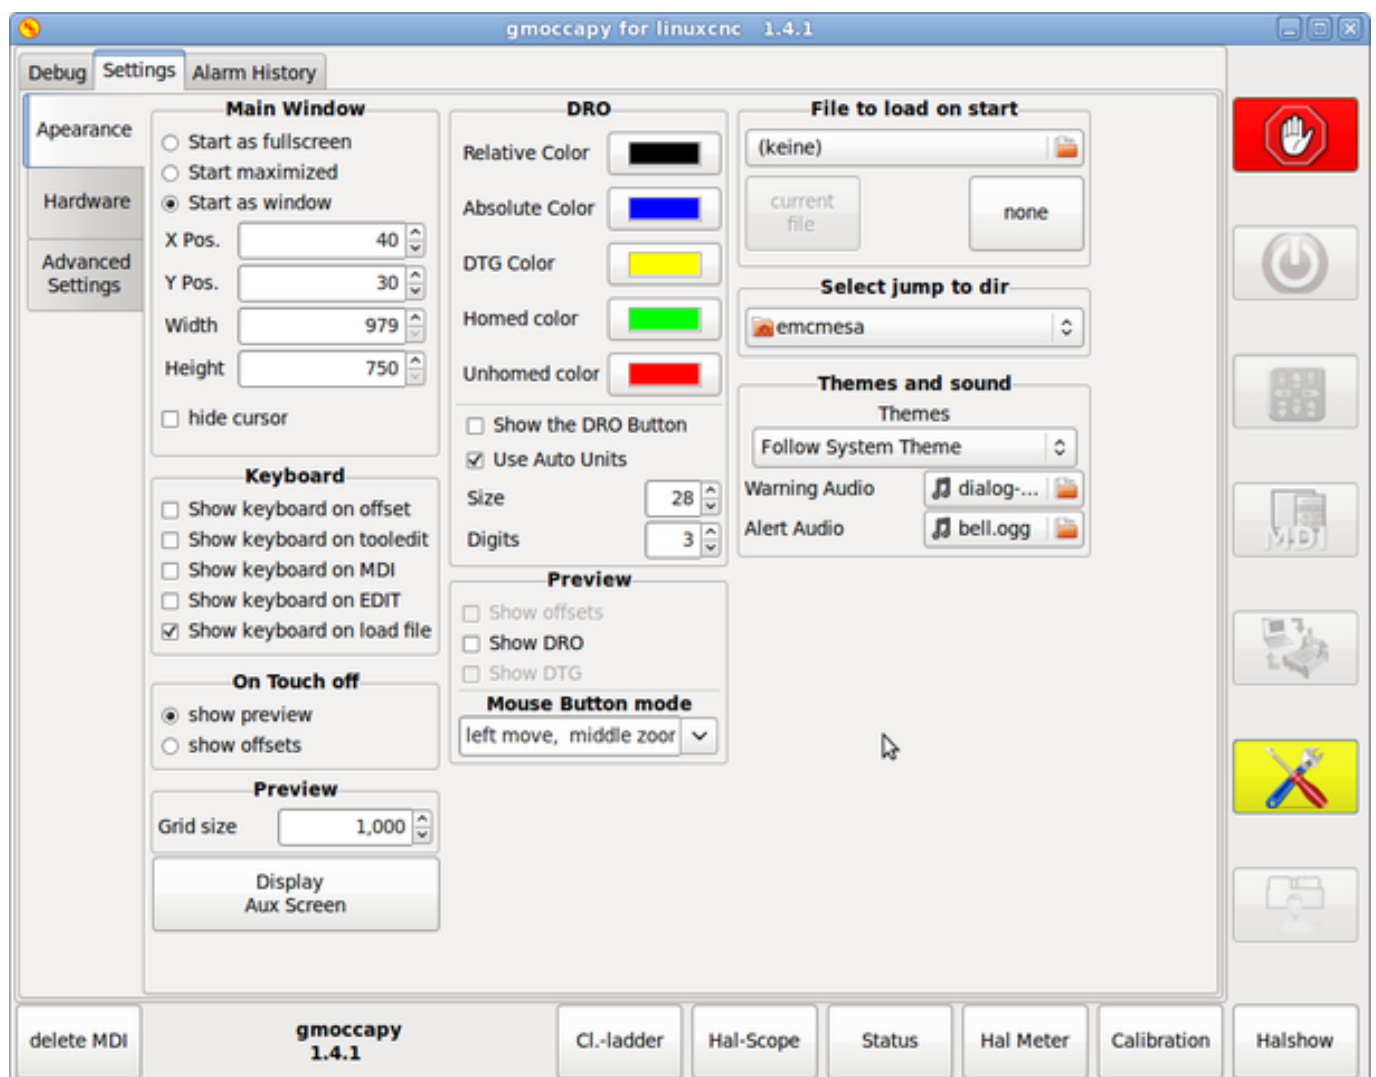 gmoccapy for linuxcnc 1.4.1
Debug
Settings
Alarm History
Apearance
Hardware
Advanced
Settings
Main Window
Start as fullscreen
Start maximized
Start as window
X Pos. 40
Y Pos. 30
Width 979
Height 750
hide cursor
Keyboard
Show keyboard on offset
Show keyboard on tooledit
Show keyboard on MDI
Show keyboard on EDIT
Show keyboard on load file
On Touch off
show preview
show offsets
Preview
Grid size 1,000
Display
Aux Screen
DRO
Relative Color
Absolute Color
DTG Color
Homed color
Unhomed color
Show the DRO Button
Use Auto Units
Size 28
Digits 3
Preview
Show offsets
Show DRO
Show DTG
Mouse Button mode
left move, middle zoor
File to load on start
(keine)
current
file
none
Select jump to dir
emcmesa
Themes and sound
Themes
Follow System Theme
Warning Audio dialog-...
Alert Audio bell.ogg
MDI
delete MDI
gmoccapy
1.4.1
Cl.-ladder
Hal-Scope
Status
Hal Meter
Calibration
Halshow